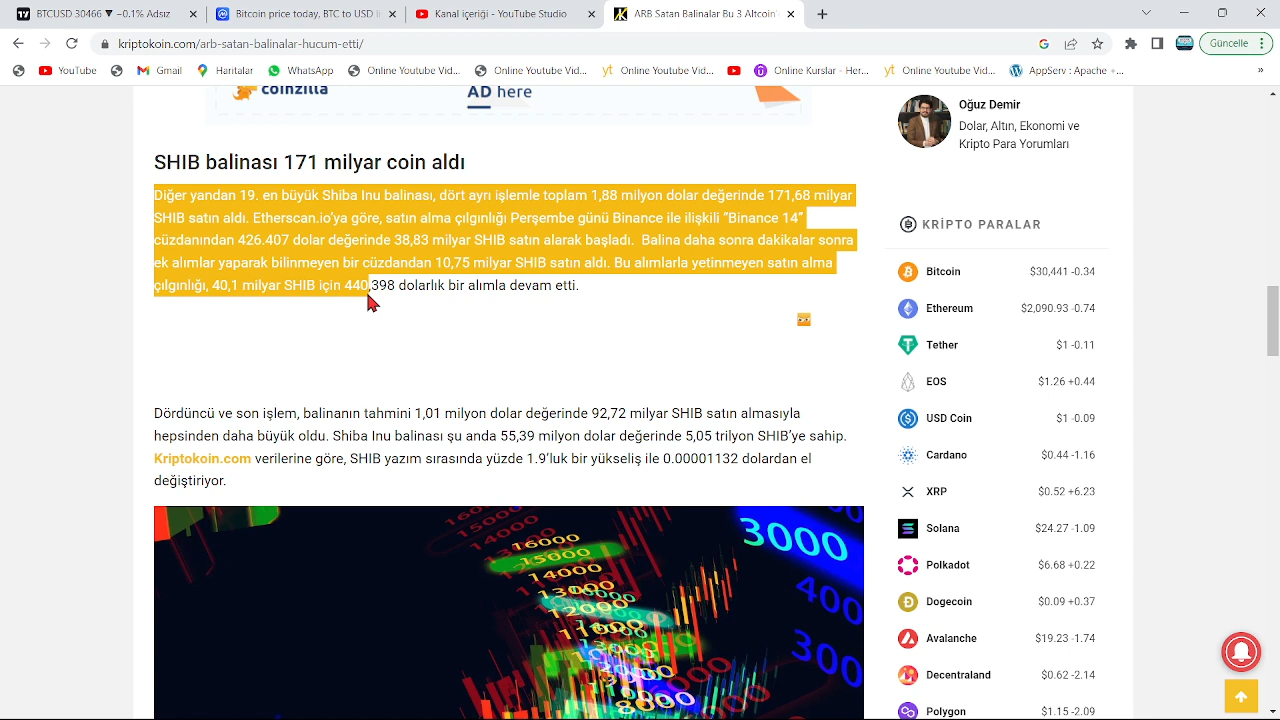 BTCUSD 30466 ▼ −0.1% Studio
BTC, BTC USD li
Kanal içeriği - YouTube Studio
ARB Satan Balinalar Bu 3 Altcoin
kriptokoin.com/arb-satan-balinalar-hucum-etti/
Güncelle
YouTube
Gmail
Haritalar
WhatsApp
Online Youtube Vid...
Online Youtube Vid...
Online Youtube Vid...
Online Kurslar - Her...
Online Youtube Vid...
AppServ : Apache +...
»
coinzilla
AD here
SHIB balinası 171 milyar coin aldı
Diğer yandan 19. en büyük Shiba Inu balinası, dört ayrı işlemle toplam 1,88 milyon dolar değerinde 171,68 milyar
SHIB satın aldı. Etherscan.io’ya göre, satın alma çılgınlığı Perşembe günü Binance ile ilişkili ”Binance 14”
cüzdanından 426.407 dolar değerinde 38,83 milyar SHIB satın alarak başladı. Balina daha sonra dakikalar sonra
ek alımlar yaparak bilinmeyen bir cüzdandan 10,75 milyar SHIB satın aldı. Bu alımlarla yetinmeyen satın alma
çılgınlığı, 40,1 milyar SHIB için 440.398 dolarlık bir alımla devam etti.
Dördüncü ve son işlem, balinanın tahmini 1,01 milyon dolar değerinde 92,72 milyar SHIB satın almasıyla
hepsinden daha büyük oldu. Shiba Inu balinası şu anda 55,39 milyon dolar değerinde 5,05 trilyon SHIB’ye sahip.
Kriptokoin.com verilerine göre, SHIB yazım sırasında yüzde 1.9’luk bir yükseliş ile 0.00001132 dolardan el
değiştiriyor.
16000
15000
14000
13000
12000
3000
400
300
8000
Oğuz Demir
Dolar, Altın, Ekonomi ve
Kripto Para Yorumları
KRİPTO PARALAR
Bitcoin $30,441 -0.34
Ethereum $2,090.93 -0.74
Tether $1 -0.11
EOS $1.26 +0.44
USD Coin $1 -0.09
Cardano $0.44 -1.16
XRP $0.52 +6.23
Solana $24.27 -1.09
Polkadot $6.68 +0.22
Dogecoin $0.09 +0.37
Avalanche $19.23 -1.74
Decentraland $0.62 -2.14
Polygon $1.15 -2.09